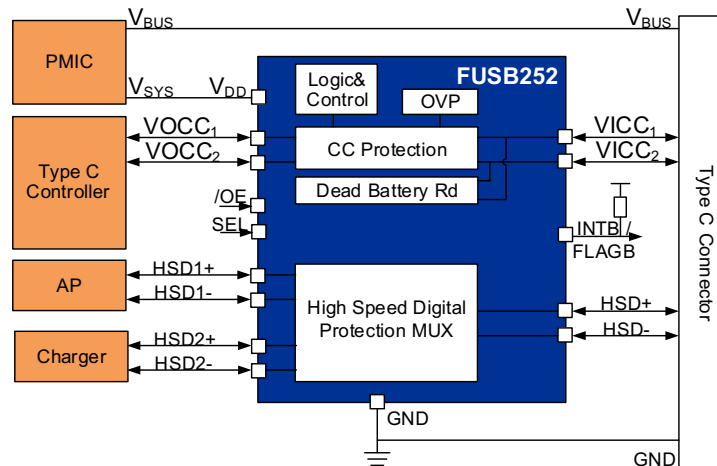 VBUS
VBUS
PMIC
VSYS
VDD
FUSB252
Logic&
Control
OVP
Type C
Controller
VOCC1
VOCC2
CC Protection
VICC1
VICC2
Dead Battery Rd
/OE
SEL
INTB /
FLAGB
Type C Connector
AP
HSD1+
HSD1-
High Speed Digital
Protection MUX
HSD+
HSD-
Charger
HSD2+
HSD2-
GND
GND